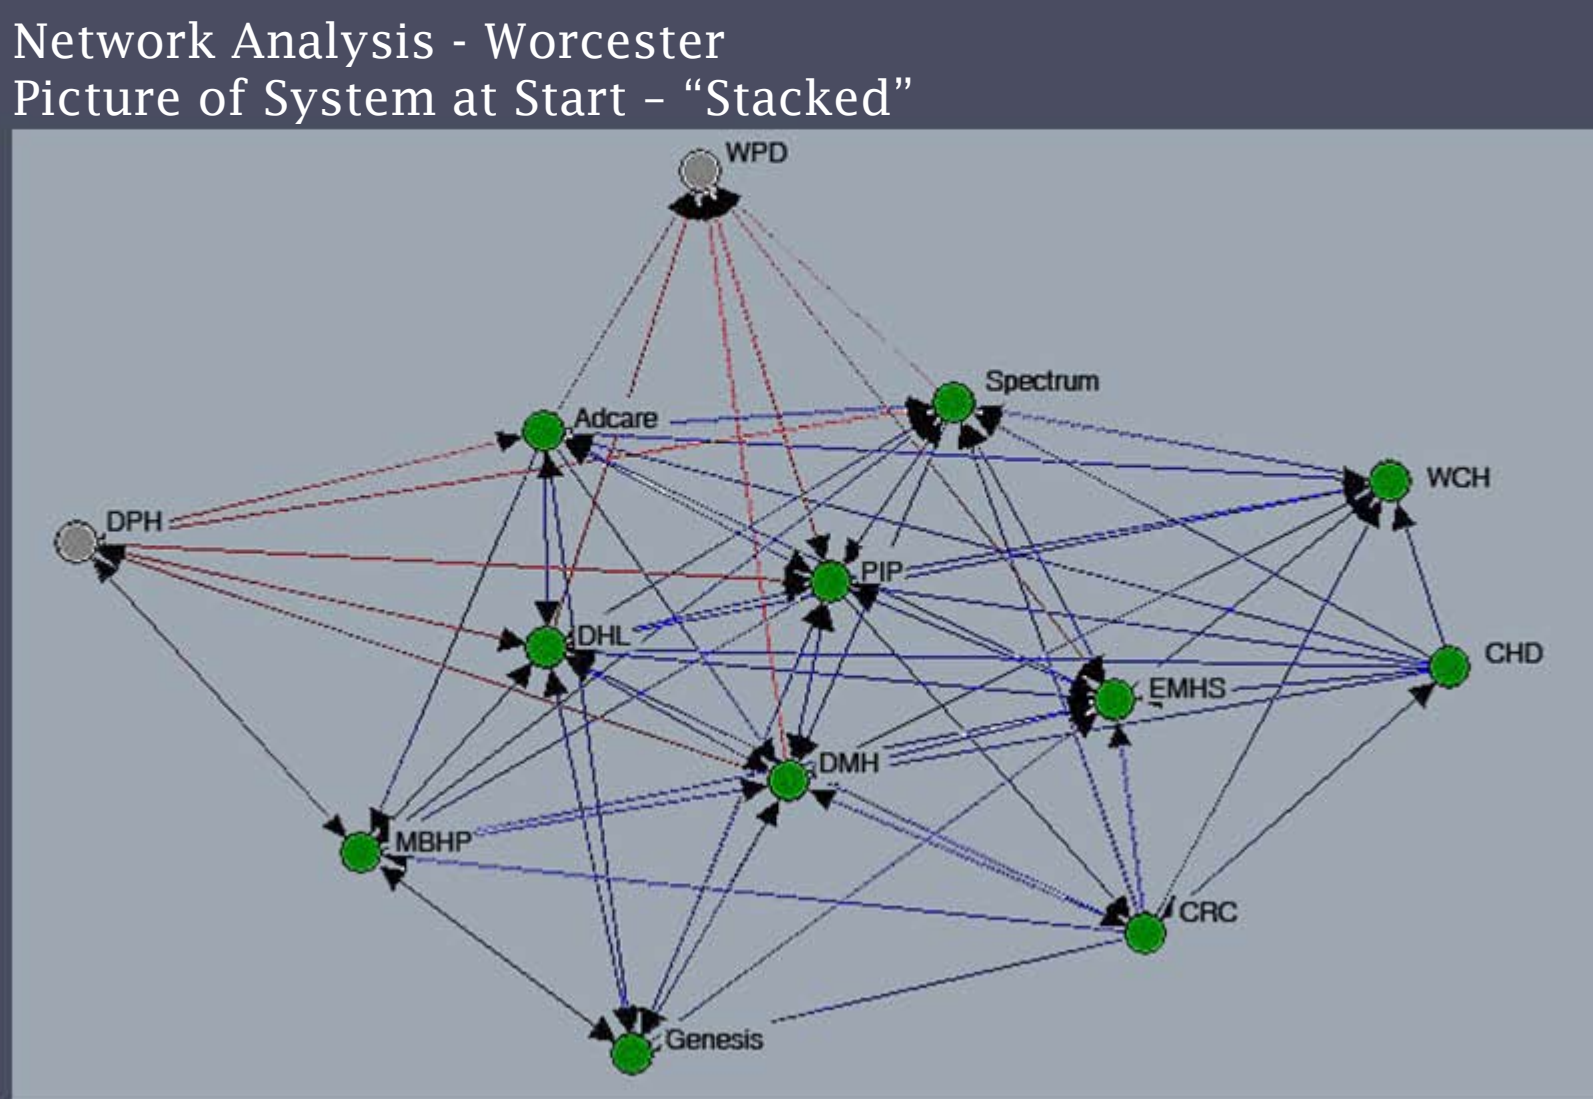 Network Analysis - Worcester
Picture of System at Start – “Stacked”
WPD
Spectrum
Adcare
WCH
DPH
PIP
DHL
CHD
EMHS
DMH
MBHP
CRC
Genesis